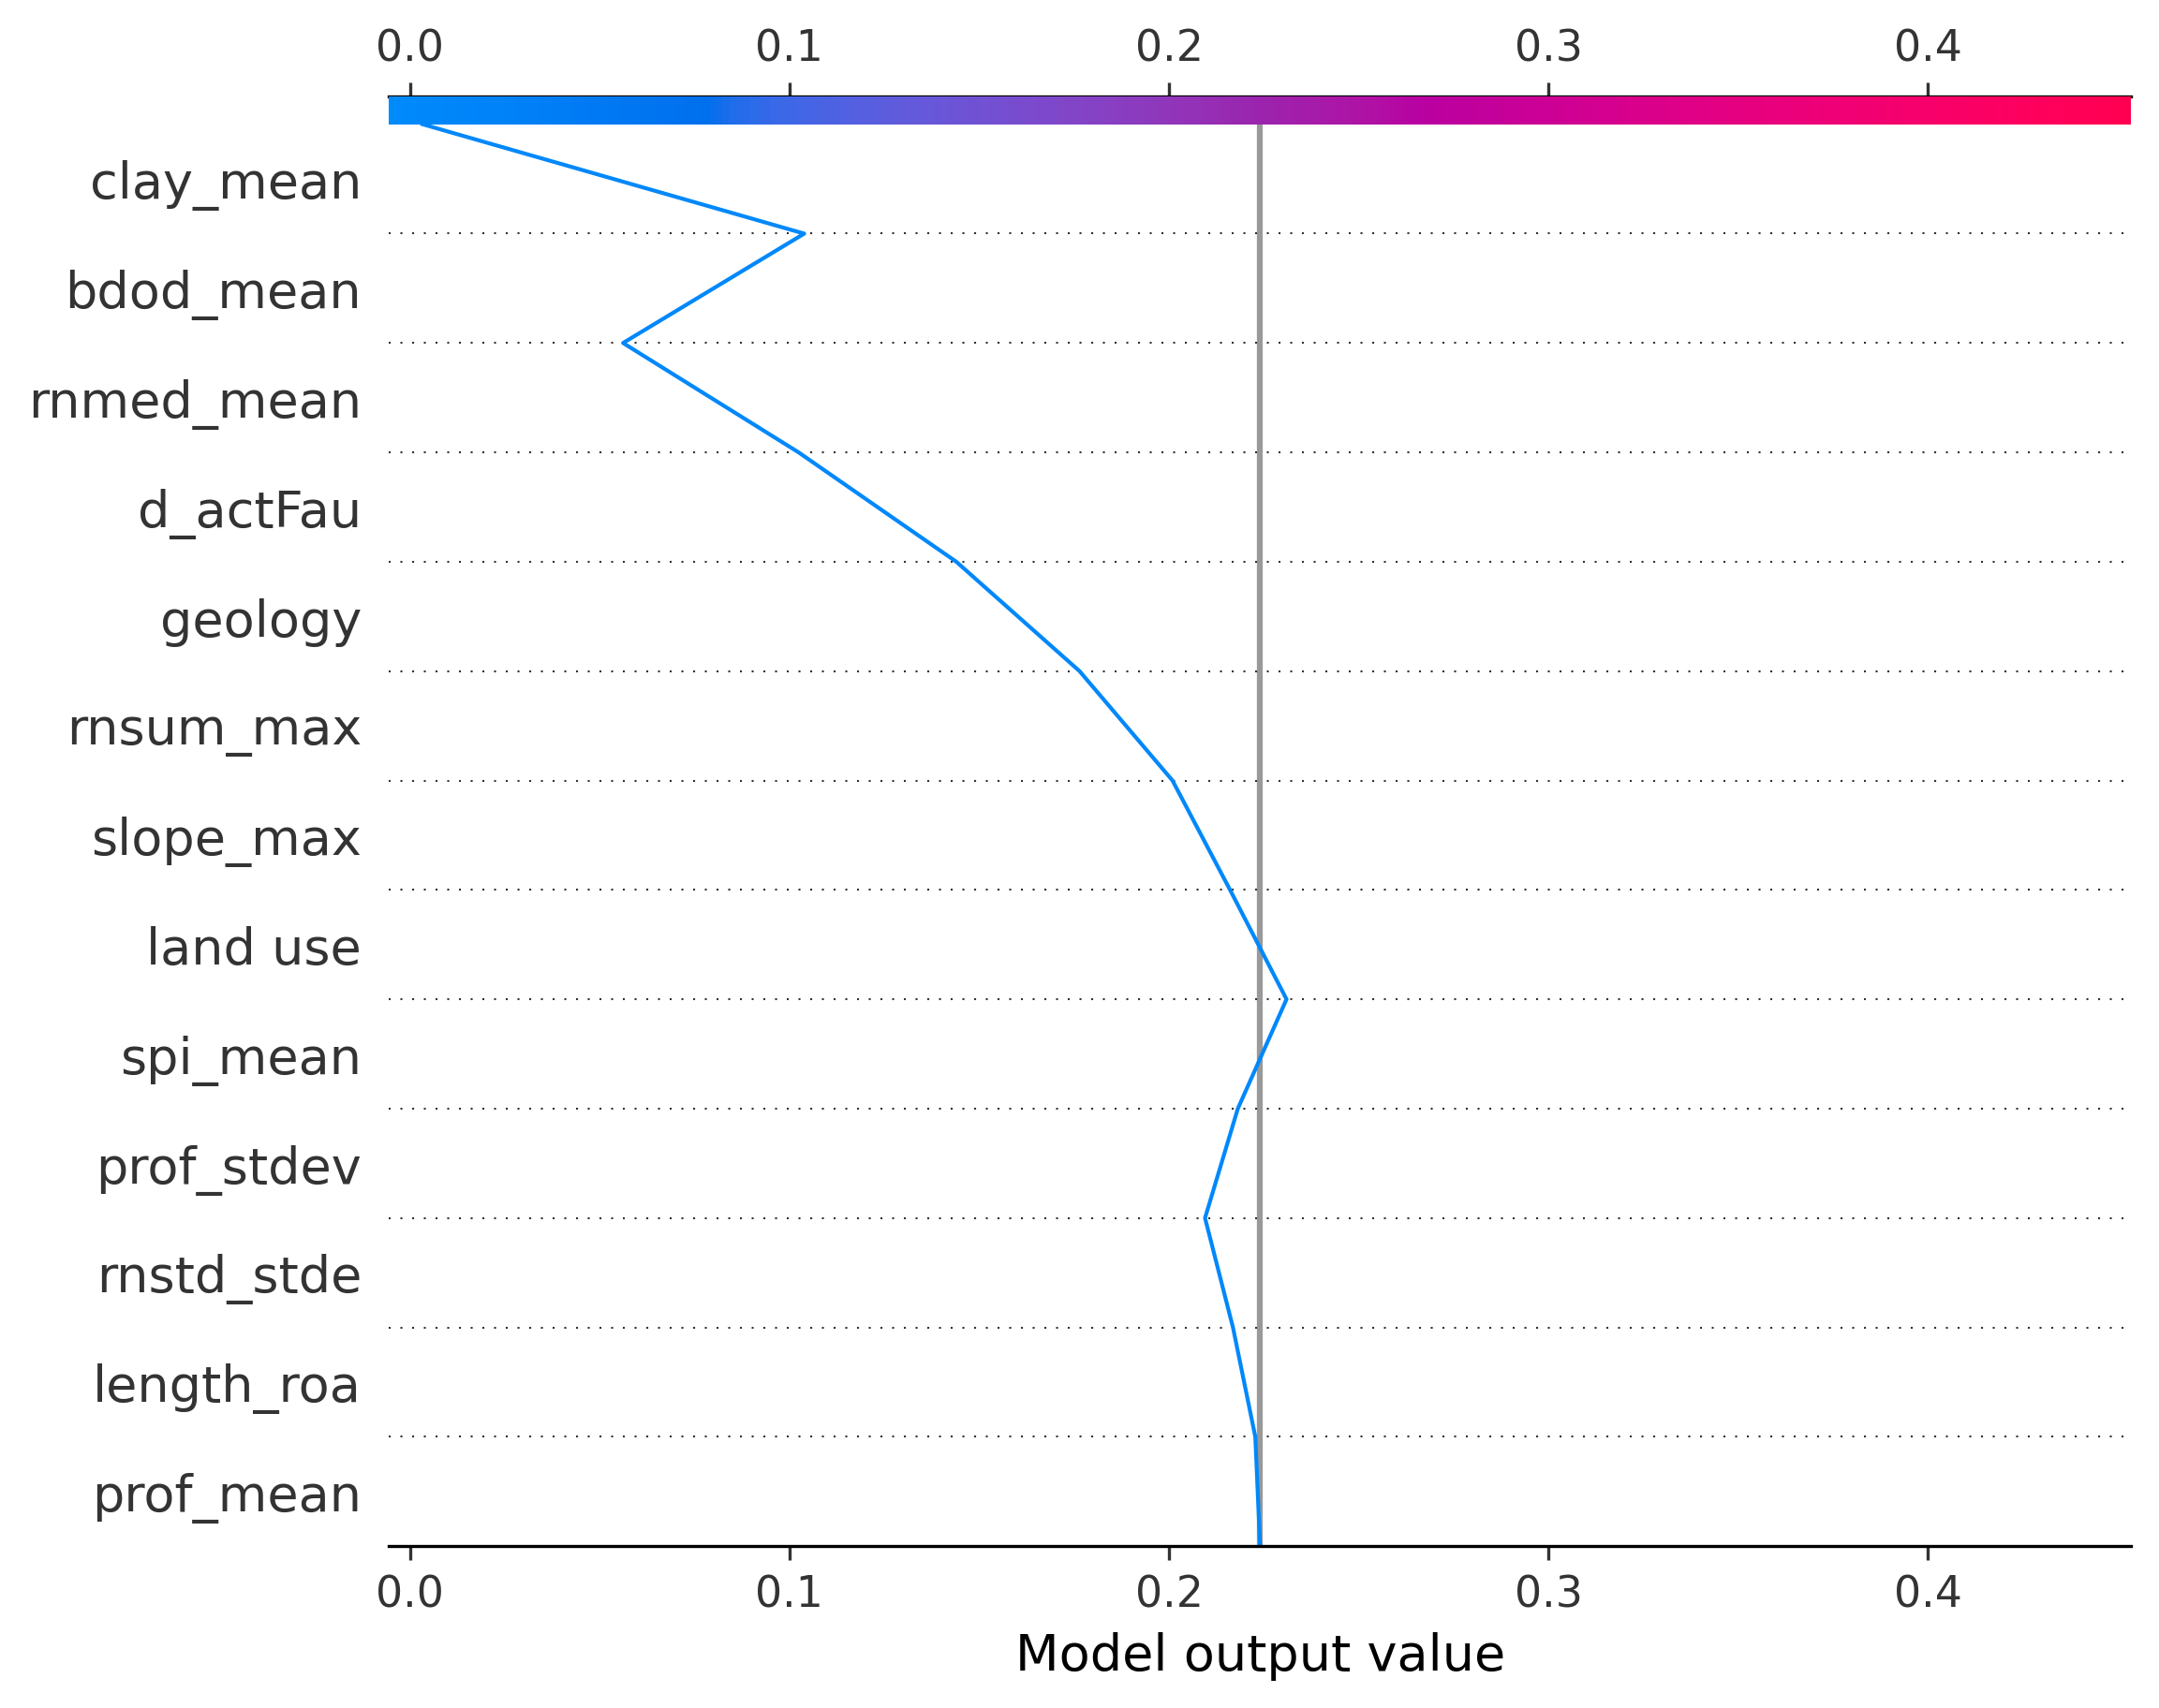 0.0 0.1 0.2 0.3 0.4
clay_mean
bdod_mean
rnmed_mean
d_actFau
geology
rnsum_max
slope_max
land use
spi_mean
prof_stdev
rnstd_stde
length_roa
prof_mean
0.0 0.1 0.2 0.3 0.4
Model output value